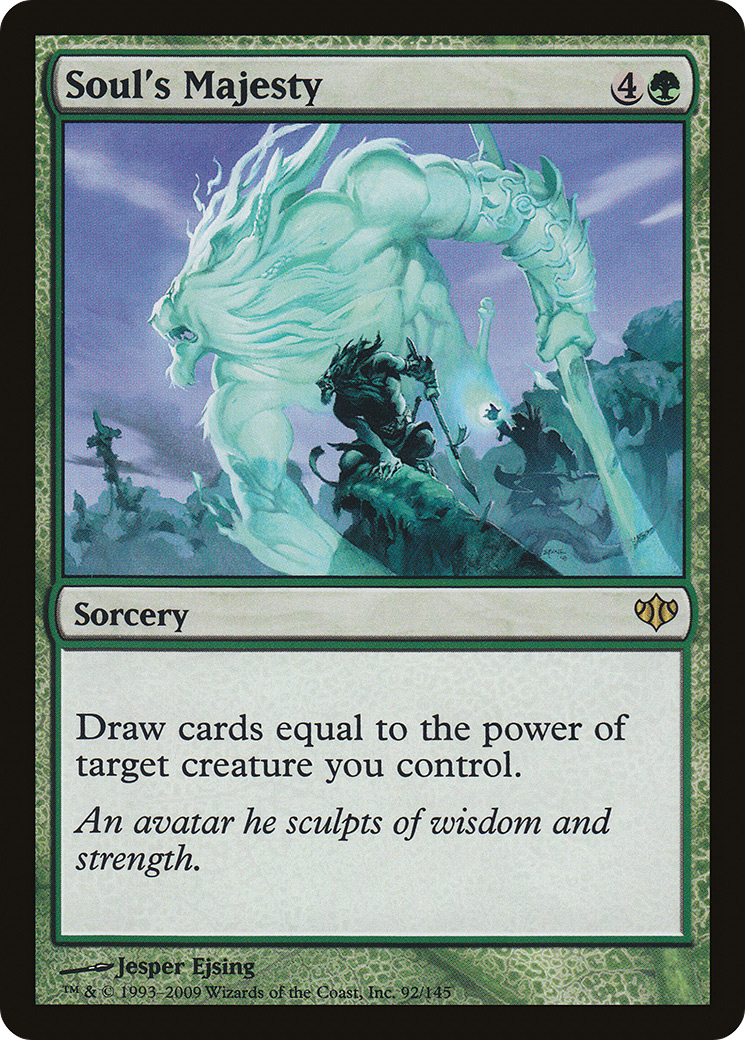 Soul's Majesty 4
Sorcery
Draw cards equal to the power of
target creature you control.
An avatar he sculpts of wisdom and
strength.
Jesper Ejsing
™ & © 1993–2009 Wizards of the Coast, Inc. 92/145